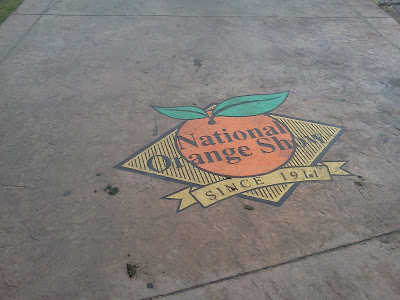 National
Orange Show
SINCE 1911